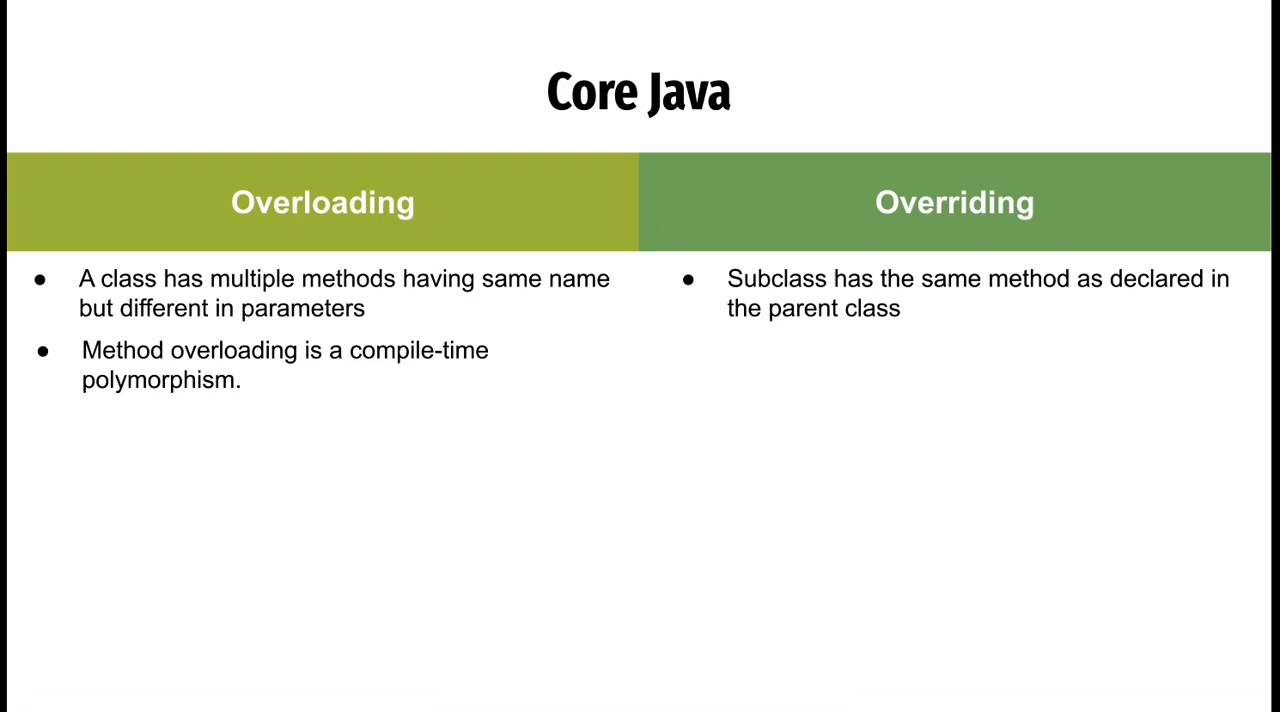 Core Java
Overloading
Overriding
● A class has multiple methods having same name
but different in parameters
● Method overloading is a compile-time
polymorphism.
● Subclass has the same method as declared in
the parent class